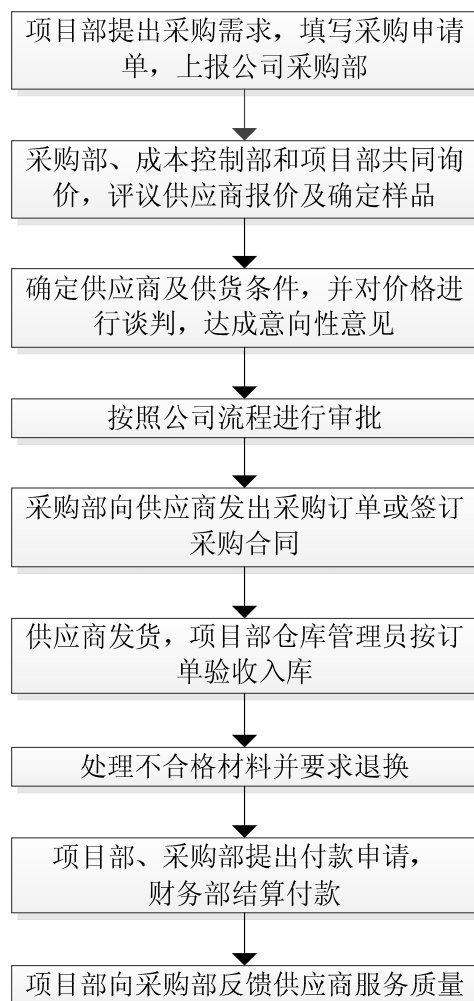 项目部提出采购需求，填写采购申请
单，上报公司采购部
采购部、成本控制部和项目部共同询
价，评议供应商报价及确定样品
确定供应商及供货条件，并对价格进
行谈判，达成意向性意见
按照公司流程进行审批
采购部向供应商发出采购订单或签订
采购合同
供应商发货，项目部仓库管理员按订
单验收入库
处理不合格材料并要求退换
项目部、采购部提出付款申请，
财务部结算付款
项目部向采购部反馈供应商服务质量